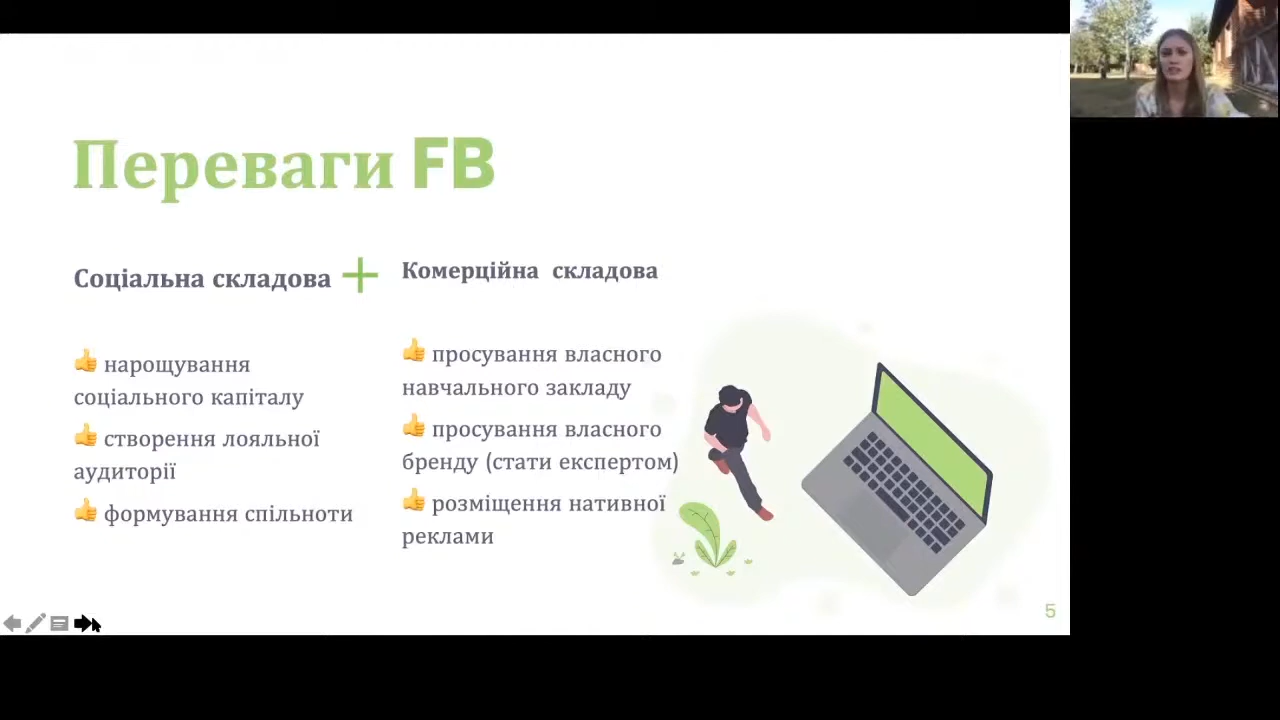 Переваги FB
Соціальна складова
Комерційна складова
👍 нарощування
соціального капіталу
👍 створення лояльної
аудиторії
👍 формування спільноти
👍 просування власного
навчального закладу
👍 просування власного
бренду (стати експертом)
👍 розміщення нативної
реклами
5